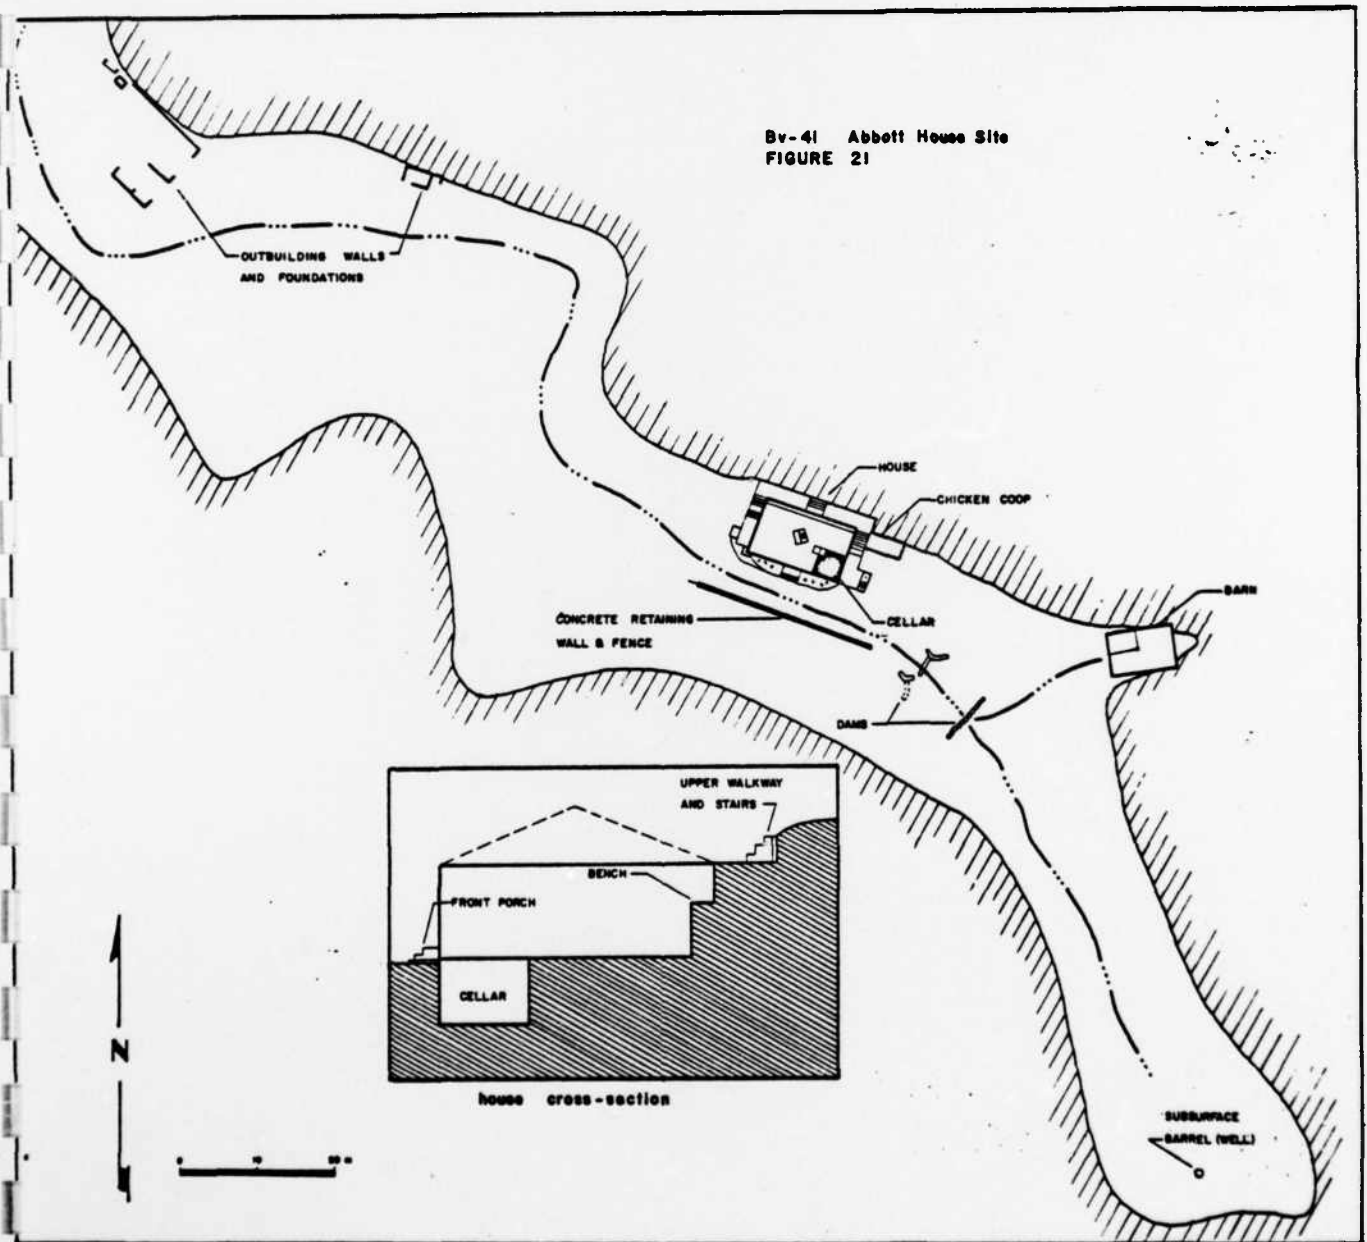 Bv-41 Abbott House Site
FIGURE 21
OUTBUILDING WALLS
AND FOUNDATIONS
HOUSE
CHICKEN COOP
BARN
CONCRETE RETAINING
WALL & FENCE
CELLAR
DAMS
UPPER WALKWAY
AND STAIRS
BENCH
FRONT PORCH
CELLAR
house cross-section
N
0 10 20 m
SUBSURFACE
BARREL (WELL)